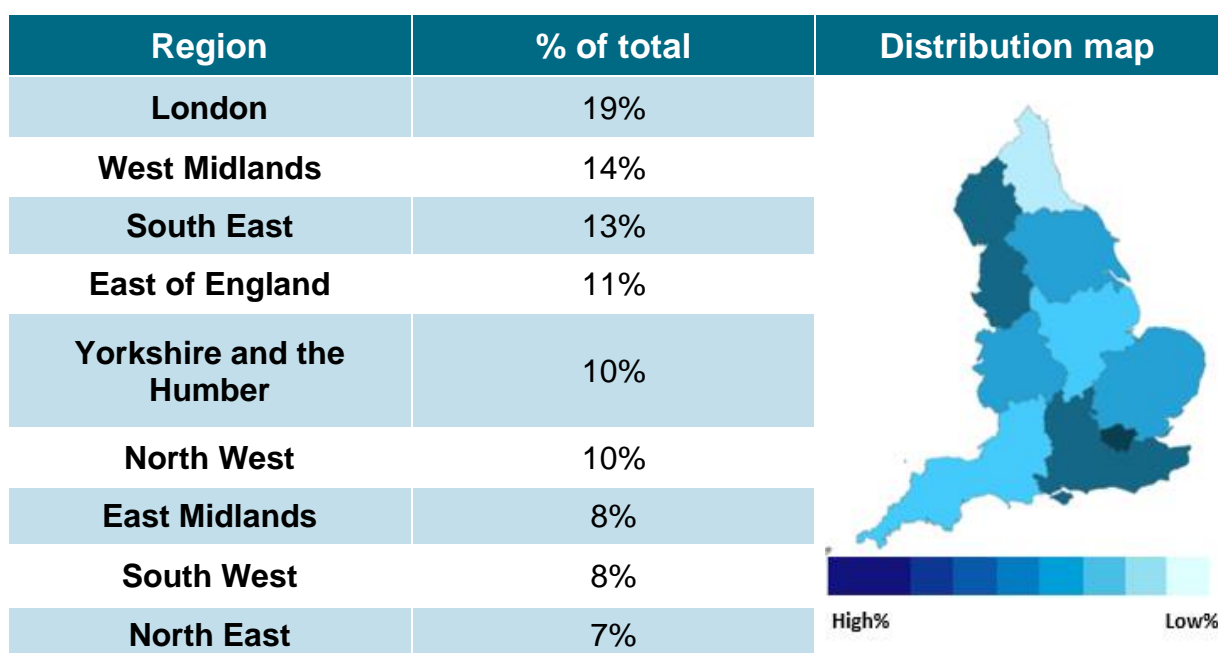 Region % of total Distribution map
London 19%
West Midlands 14%
South East 13%
East of England 11%
Yorkshire and the
Humber 10%
North West 10%
East Midlands 8%
South West 8%
North East 7%
High% Low%